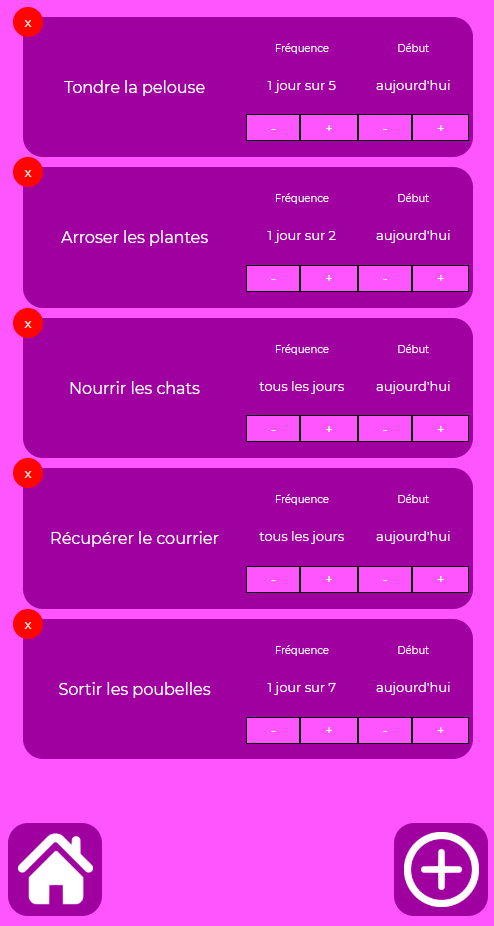 x
Fréquence Début
Tondre la pelouse 1 jour sur 5 aujourd'hui
- + - +
x
Fréquence Début
Arroser les plantes 1 jour sur 2 aujourd'hui
- + - +
x
Fréquence Début
Nourrir les chats tous les jours aujourd'hui
- + - +
x
Fréquence Début
Récupérer le courrier tous les jours aujourd'hui
- + - +
x
Fréquence Début
Sortir les poubelles 1 jour sur 7 aujourd'hui
- + - +